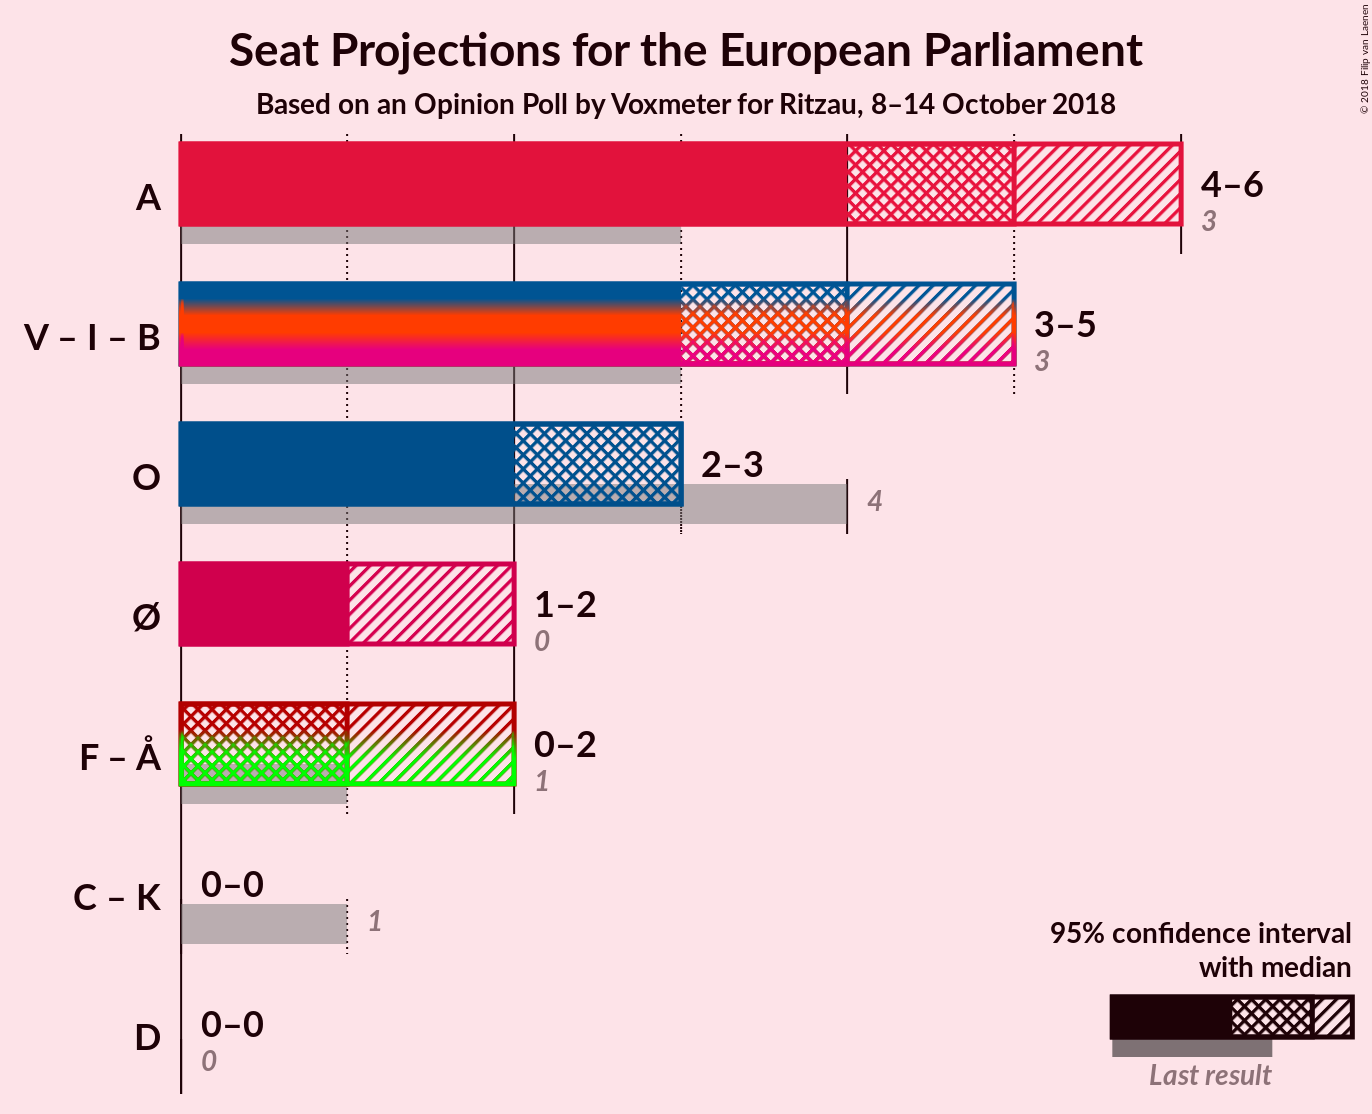 Seat Projections for the European Parliament
Based on an Opinion Poll by Voxmeter for Ritzau, 8–14 October 2018
© 2018 Filip van Laenen
A
4–6
3
V – I – B
3–5
3
O
2–3
4
Ø
1–2
0
F – Å
0–2
1
C – K
0–0
1
D
0–0
0
95% confidence interval
with median
Last result